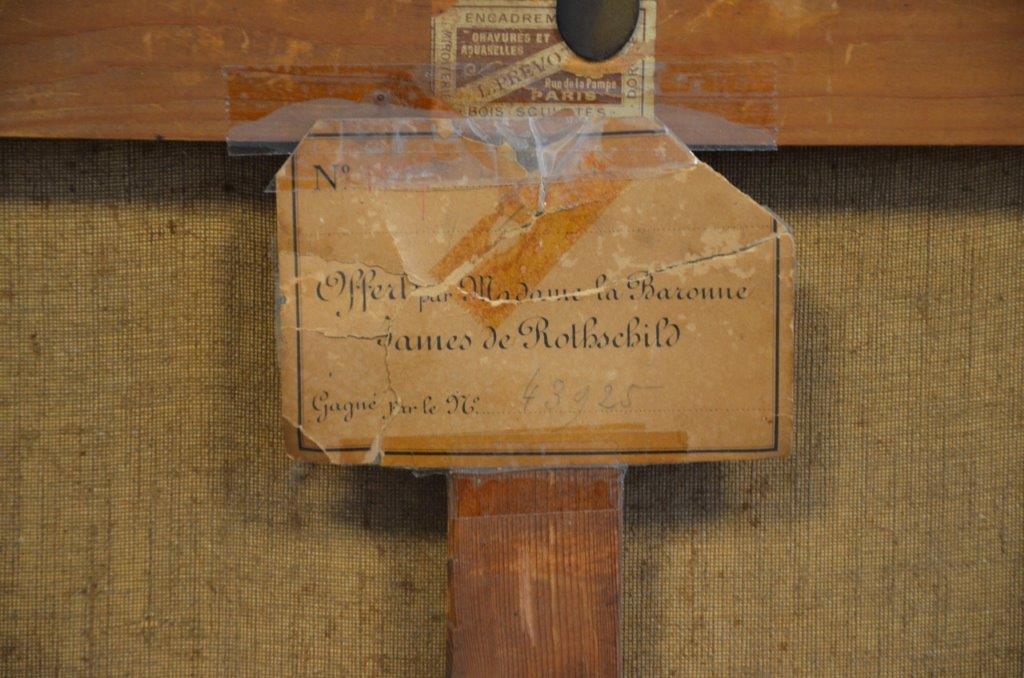 ENCADREM
GRAVURES ET
AQUARELLES
L. PREVO
Rue de la Pompe
PARIS
BOIS SCULPTES
DOR
N°
Offert par Madame la Baronne
James de Rothschild
Gagné par le N° 43925